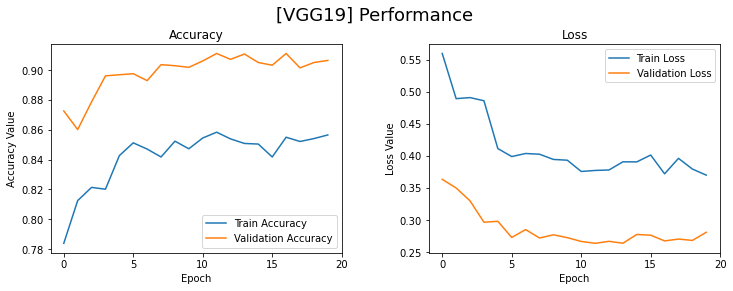 [VGG19] Performance
Accuracy
Accuracy Value
0.90
0.88
0.86
0.84
0.82
0.80
0.78
Train Accuracy
Validation Accuracy
0 5 10 15 20
Epoch
Loss
Loss Value
0.55
0.50
0.45
0.40
0.35
0.30
0.25
Train Loss
Validation Loss
0 5 10 15 20
Epoch